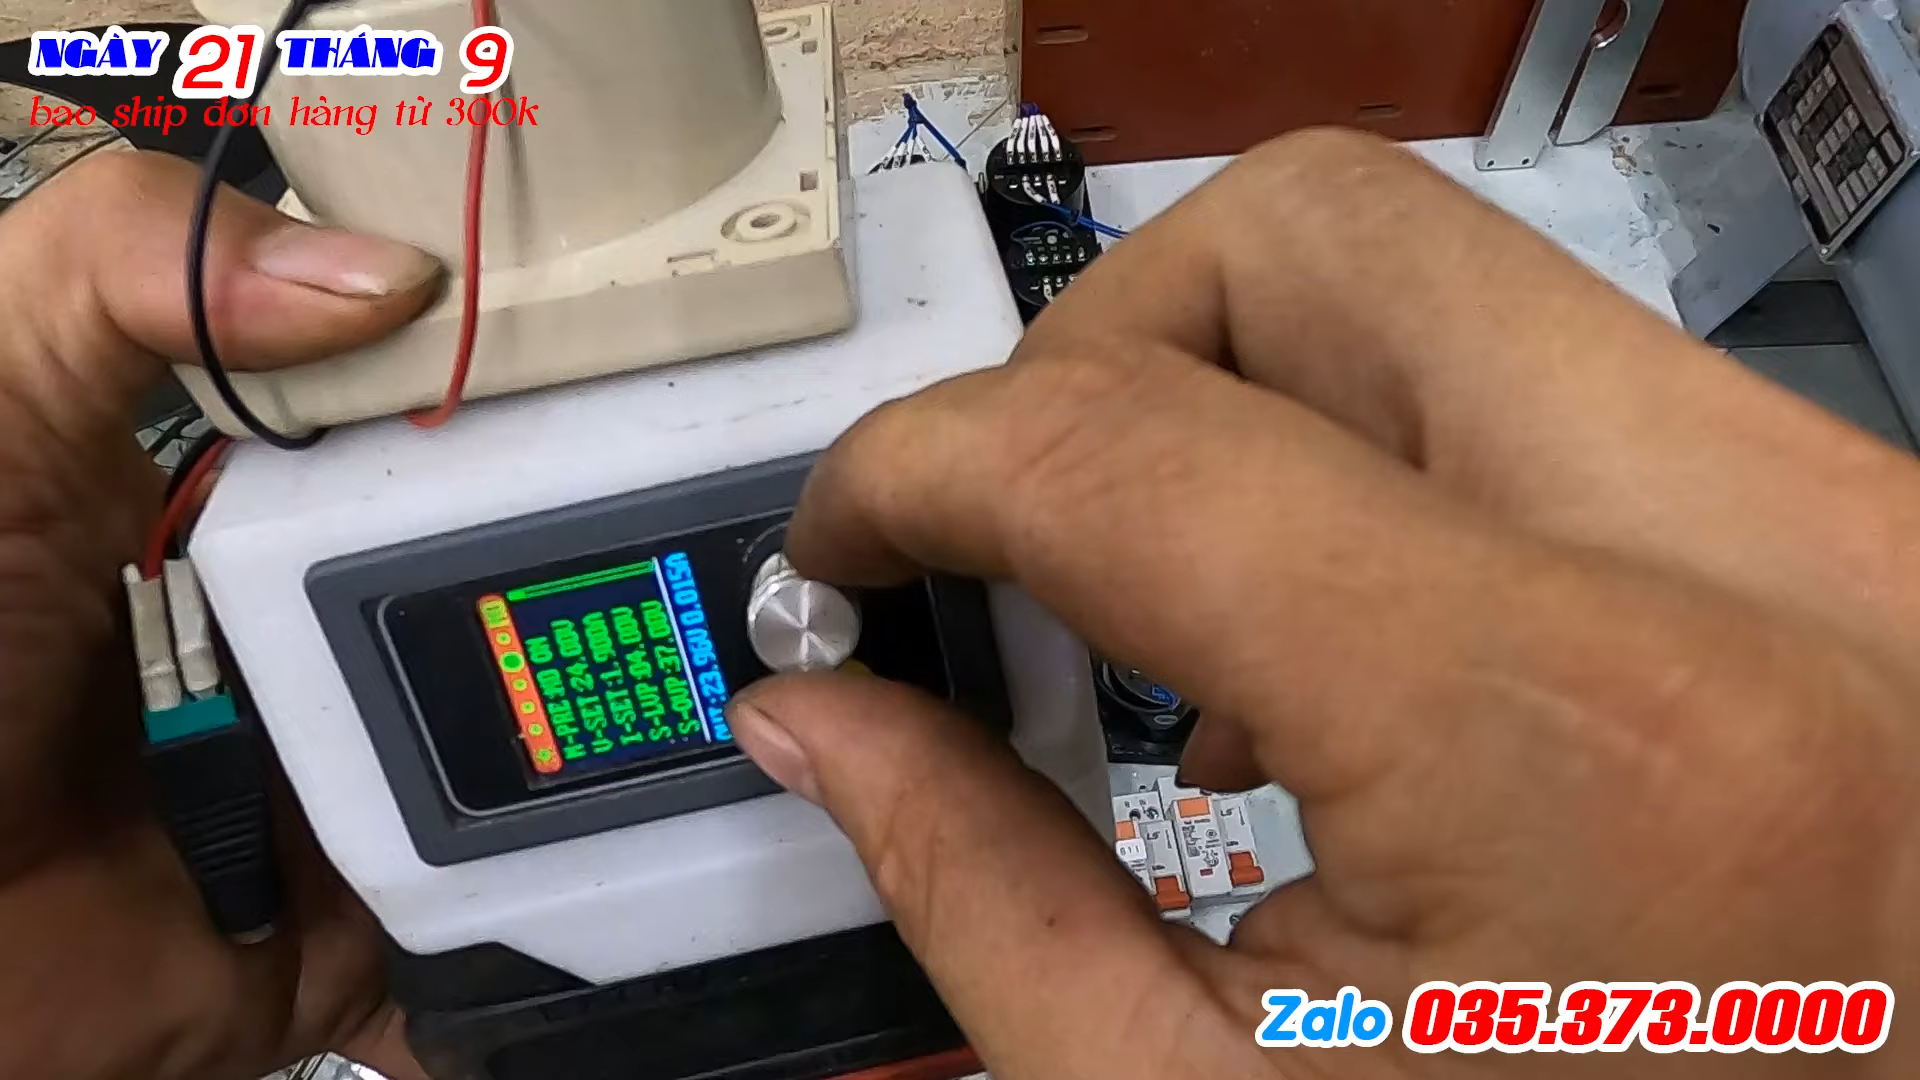 NGÀY 21 THÁNG 9
bao ship đơn hàng từ 300k
M-PRE:M0 ON
V-SET:24.00V
I-SET:1.900A
S-LVP:04.00V
S-OVP:37.00V
OUT:23.96V 0.015A
Zalo 035.373.0000